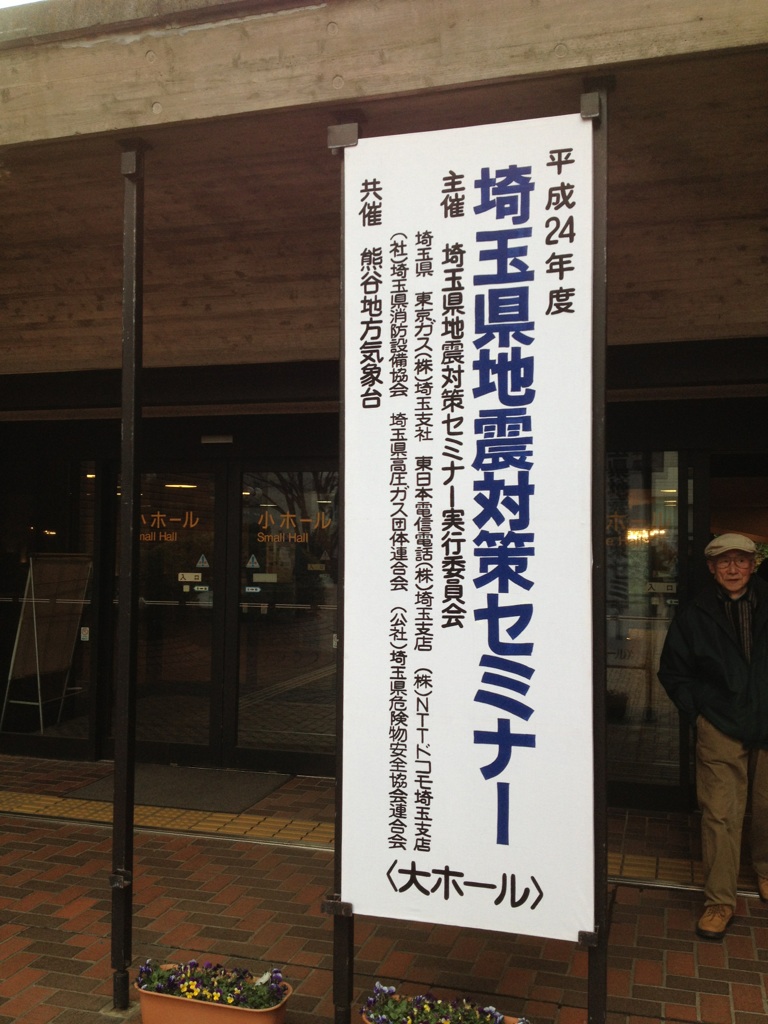 平成24年度
埼玉県地震対策セミナー
主催 埼玉県地震対策セミナー実行委員会
埼玉県 東京ガス(株)埼玉支社 東日本電信電話(株)埼玉支店 (株)NTTドコモ埼玉支店
(社)埼玉県消防設備協会 埼玉県高圧ガス団体連合会 (公社)埼玉県危険物安全協会連合会
共催 熊谷地方気象台
〈大ホール〉
小ホール
Small Hall
小ホール
Small Hall
入口
入口